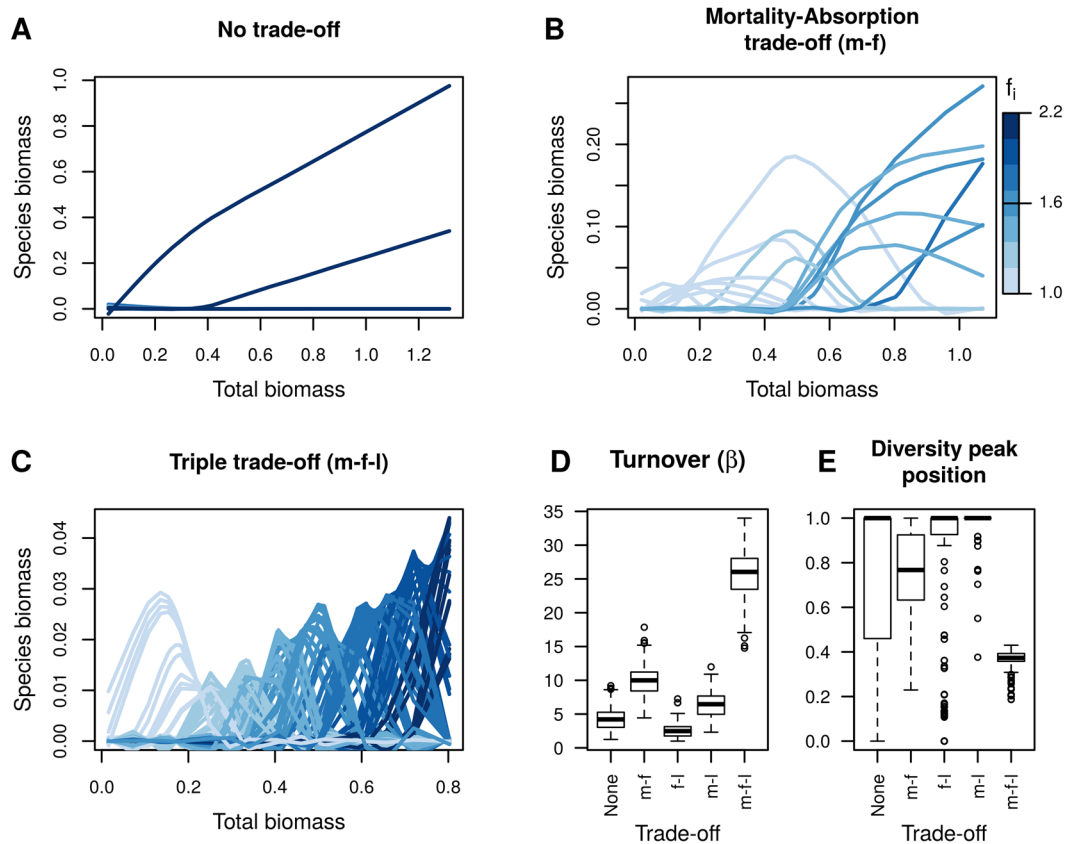 A
No trade-off
Species biomass
1.0
0.8
0.6
0.4
0.2
0.0
0.0 0.2 0.4 0.6 0.8 1.0 1.2
Total biomass
B
Mortality-Absorption
trade-off (m-f)
Species biomass
0.20
0.10
0.00
0.0 0.2 0.4 0.6 0.8 1.0
Total biomass
fi
2.2
1.6
1.0
C
Triple trade-off (m-f-l)
Species biomass
0.04
0.03
0.02
0.01
0.00
0.0 0.2 0.4 0.6 0.8
Total biomass
D
Turnover (β)
35
30
25
20
15
10
5
0
None m-f f-l m-l m-f-l
Trade-off
E
Diversity peak
position
1.0
0.8
0.6
0.4
0.2
0.0
None m-f f-l m-l m-f-l
Trade-off